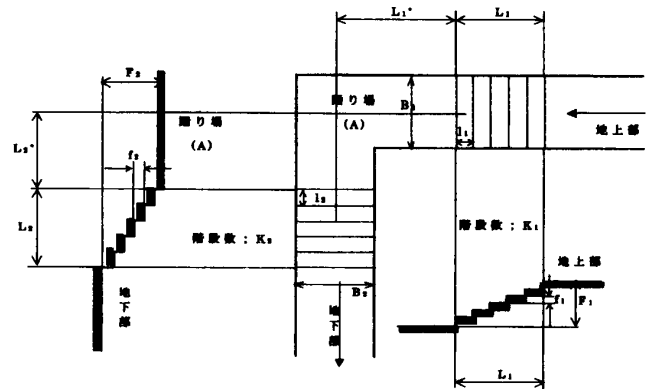 L₁'
L₁
F₂
踊り場
(A)
踊り場
(A)
B₁
l₁
地上部
L₂'
f₂
l₂
L₂
階段数；K₂
階段数；K₁
地上部
B₂
f₁
F₁
地下部
地下部
L₁